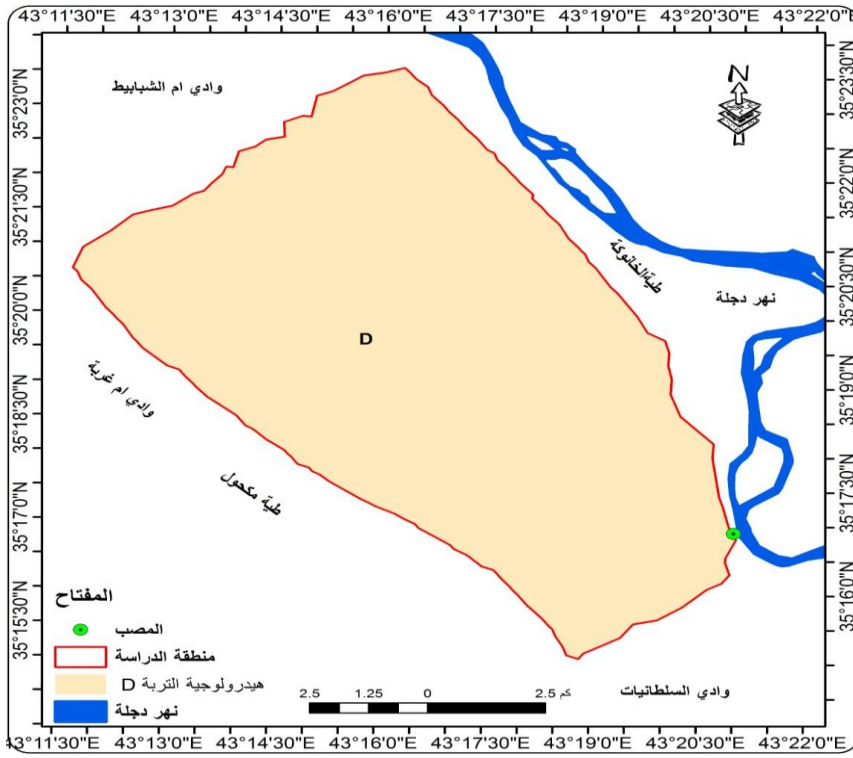 43°11'30"E 43°13'0"E 43°14'30"E 43°16'0"E 43°17'30"E 43°19'0"E 43°20'30"E 43°22'0"E
35°23'0"N
35°21'30"N
35°20'0"N
35°18'30"N
35°17'0"N
35°15'30"N
35°23'30"N
35°22'0"N
35°20'30"N
35°19'0"N
35°17'30"N
35°16'0"N
N
وادي ام الشبابيط
طية الخانوكة
نهر دجلة
D
وادي ام غربة
طية مكحول
وادي السلطانيات
المفتاح
المصب
منطقة الدراسة
هيدرولوجية التربة D
نهر دجلة
2.5 1.25 0 2.5 كم
43°11'30"E 43°13'0"E 43°14'30"E 43°16'0"E 43°17'30"E 43°19'0"E 43°20'30"E 43°22'0"E